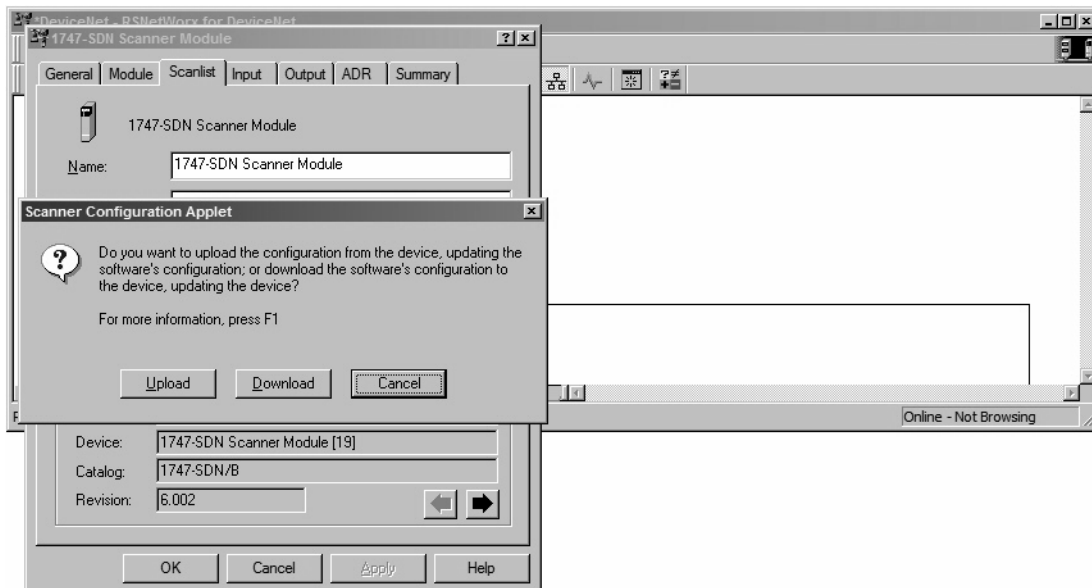 *DeviceNet - RSNetWorx for DeviceNet
1747-SDN Scanner Module
General Module Scanlist Input Output ADR Summary
1747-SDN Scanner Module
Name: 1747-SDN Scanner Module
Scanner Configuration Applet
Do you want to upload the configuration from the device, updating the
software's configuration; or download the software's configuration to
the device, updating the device?
For more information, press F1
Upload Download Cancel
Online - Not Browsing
Device: 1747-SDN Scanner Module [19]
Catalog: 1747-SDN/B
Revision: 6.002
OK Cancel Apply Help